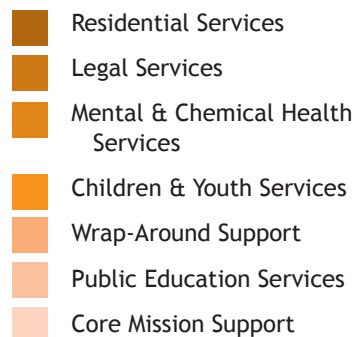 Residential Services
Legal Services
Mental & Chemical Health
Services
Children & Youth Services
Wrap-Around Support
Public Education Services
Core Mission Support